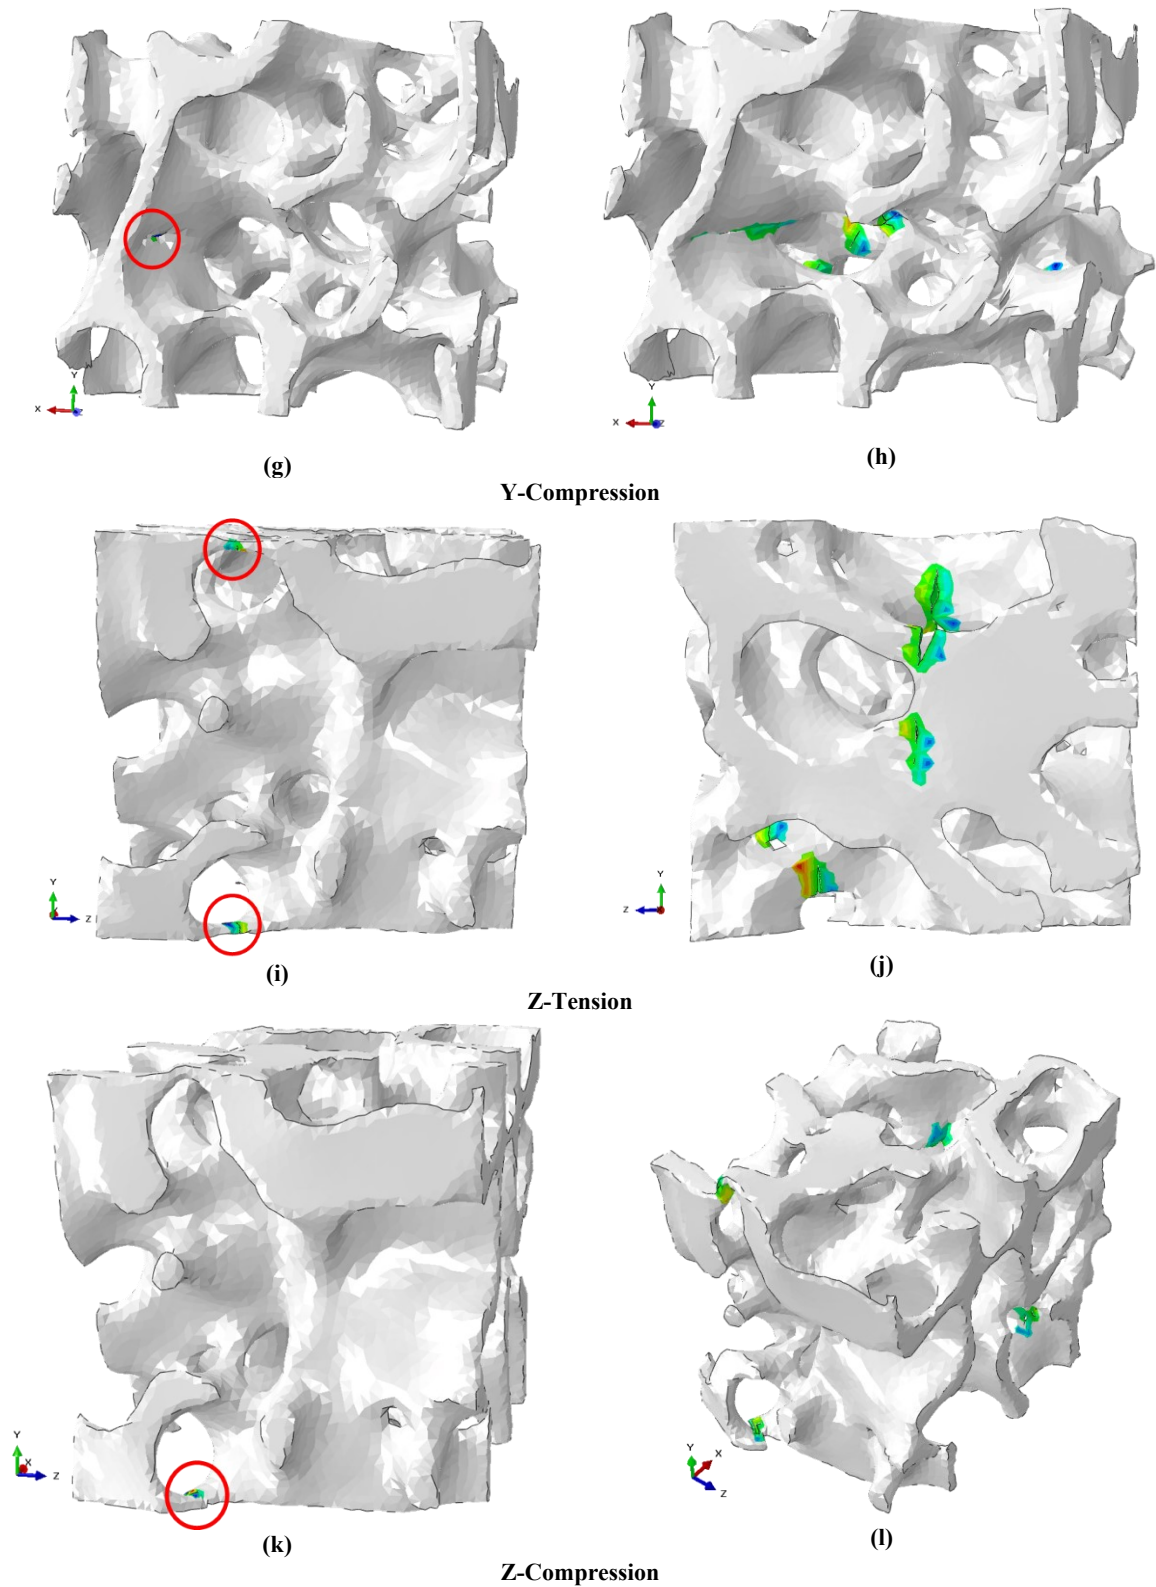 Y
X
Z
Y
X
Z
(g)
(h)
Y-Compression
Y
Z
Y
Z
(i)
(j)
Z-Tension
Y
X
Z
Y
X
Z
(k)
(l)
Z-Compression